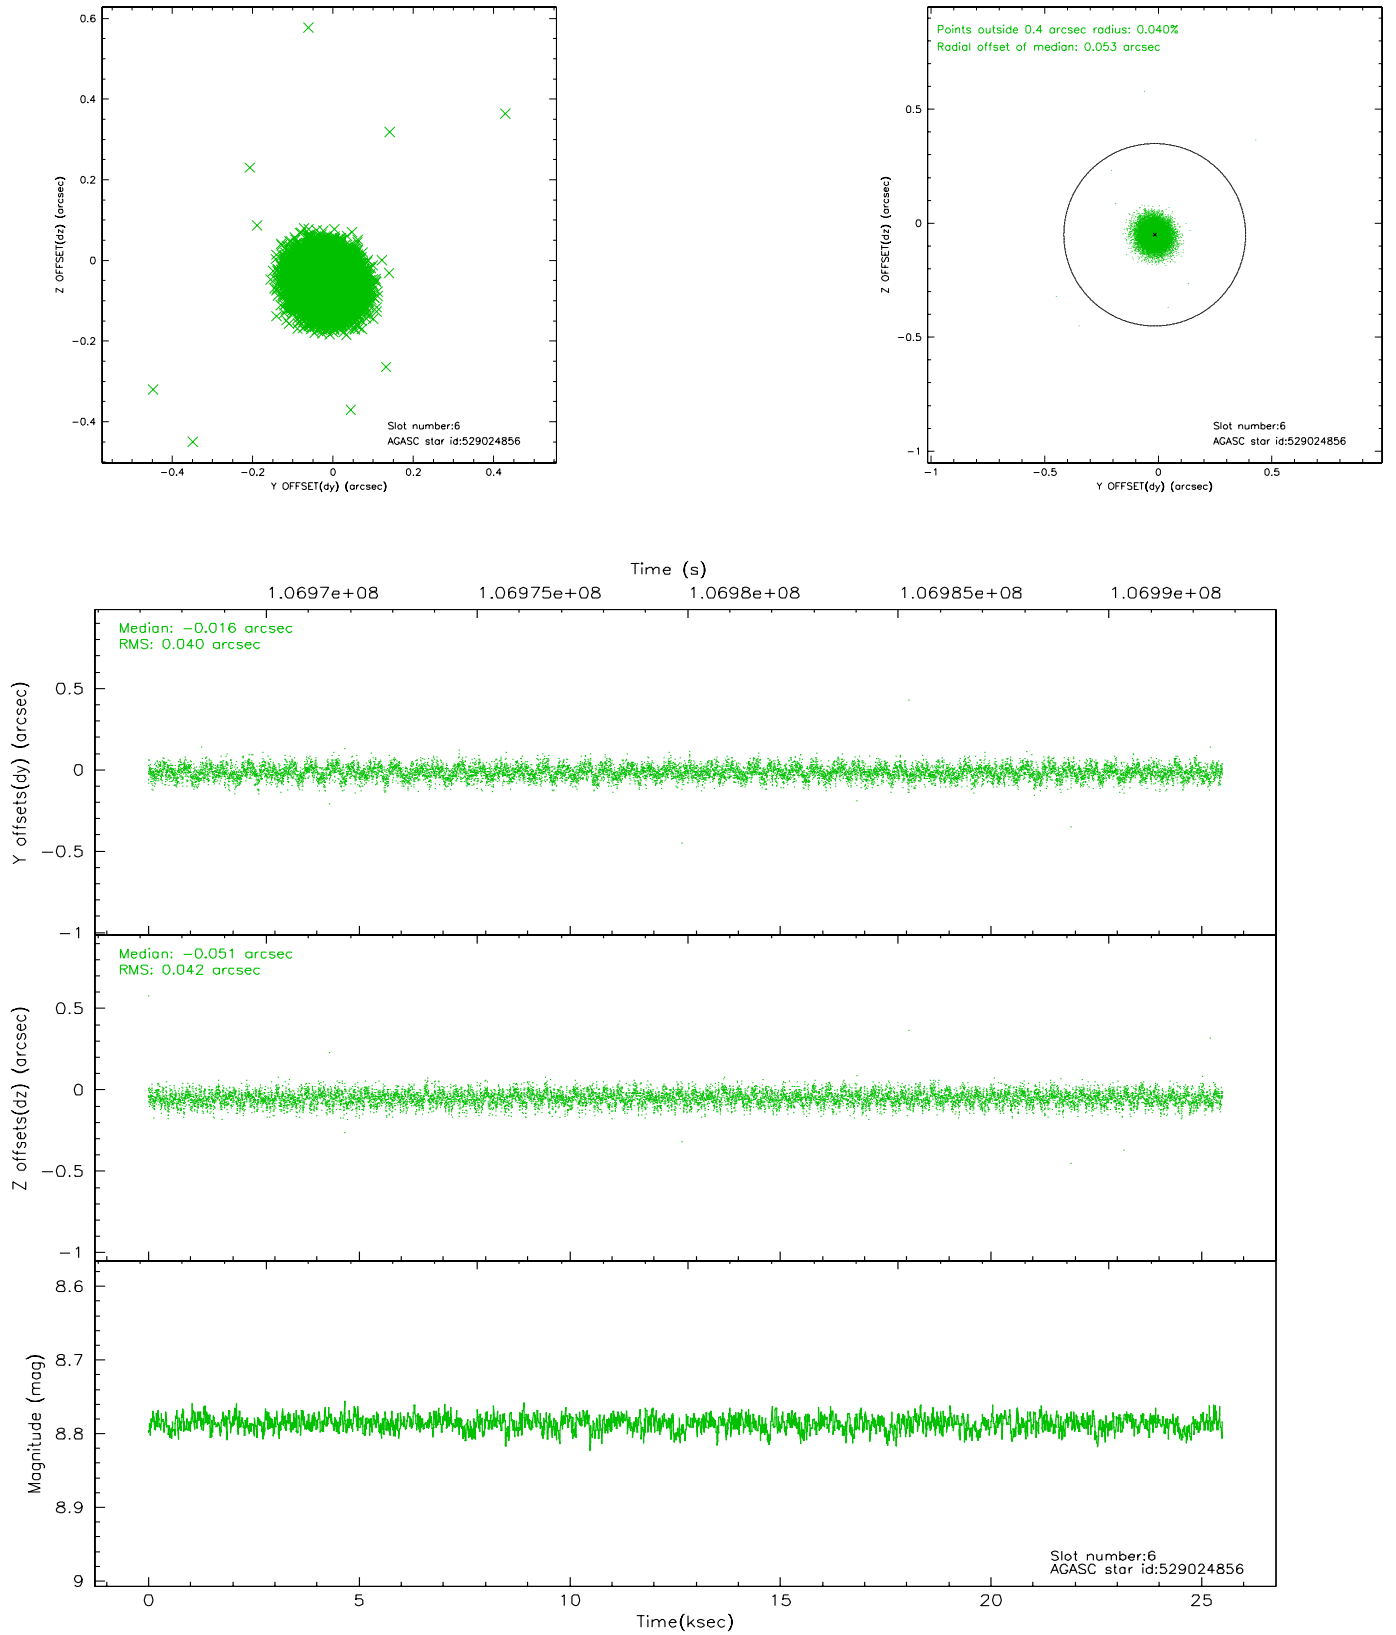 0.6
0.4
0.2
0
−0.2
−0.4
Z OFFSET(dz) (arcsec)
−0.4 −0.2 0 0.2 0.4
Y OFFSET(dy) (arcsec)
Slot number:6
AGASC star id:529024856
Points outside 0.4 arcsec radius: 0.040%
Radial offset of median: 0.053 arcsec
0.5
0
−0.5
−1
Z OFFSET(dz) (arcsec)
−1 −0.5 0 0.5
Y OFFSET(dy) (arcsec)
Slot number:6
AGASC star id:529024856
Time (s)
1.0697e+08 1.06975e+08 1.0698e+08 1.06985e+08 1.0699e+08
Median: −0.016 arcsec
RMS: 0.040 arcsec
0.5
0
−0.5
−1
Y offsets(dy) (arcsec)
Median: −0.051 arcsec
RMS: 0.042 arcsec
0.5
0
−0.5
−1
Z offsets(dz) (arcsec)
8.6
8.7
8.8
8.9
9
Magnitude (mag)
Slot number:6
AGASC star id:529024856
0 5 10 15 20 25
Time(ksec)